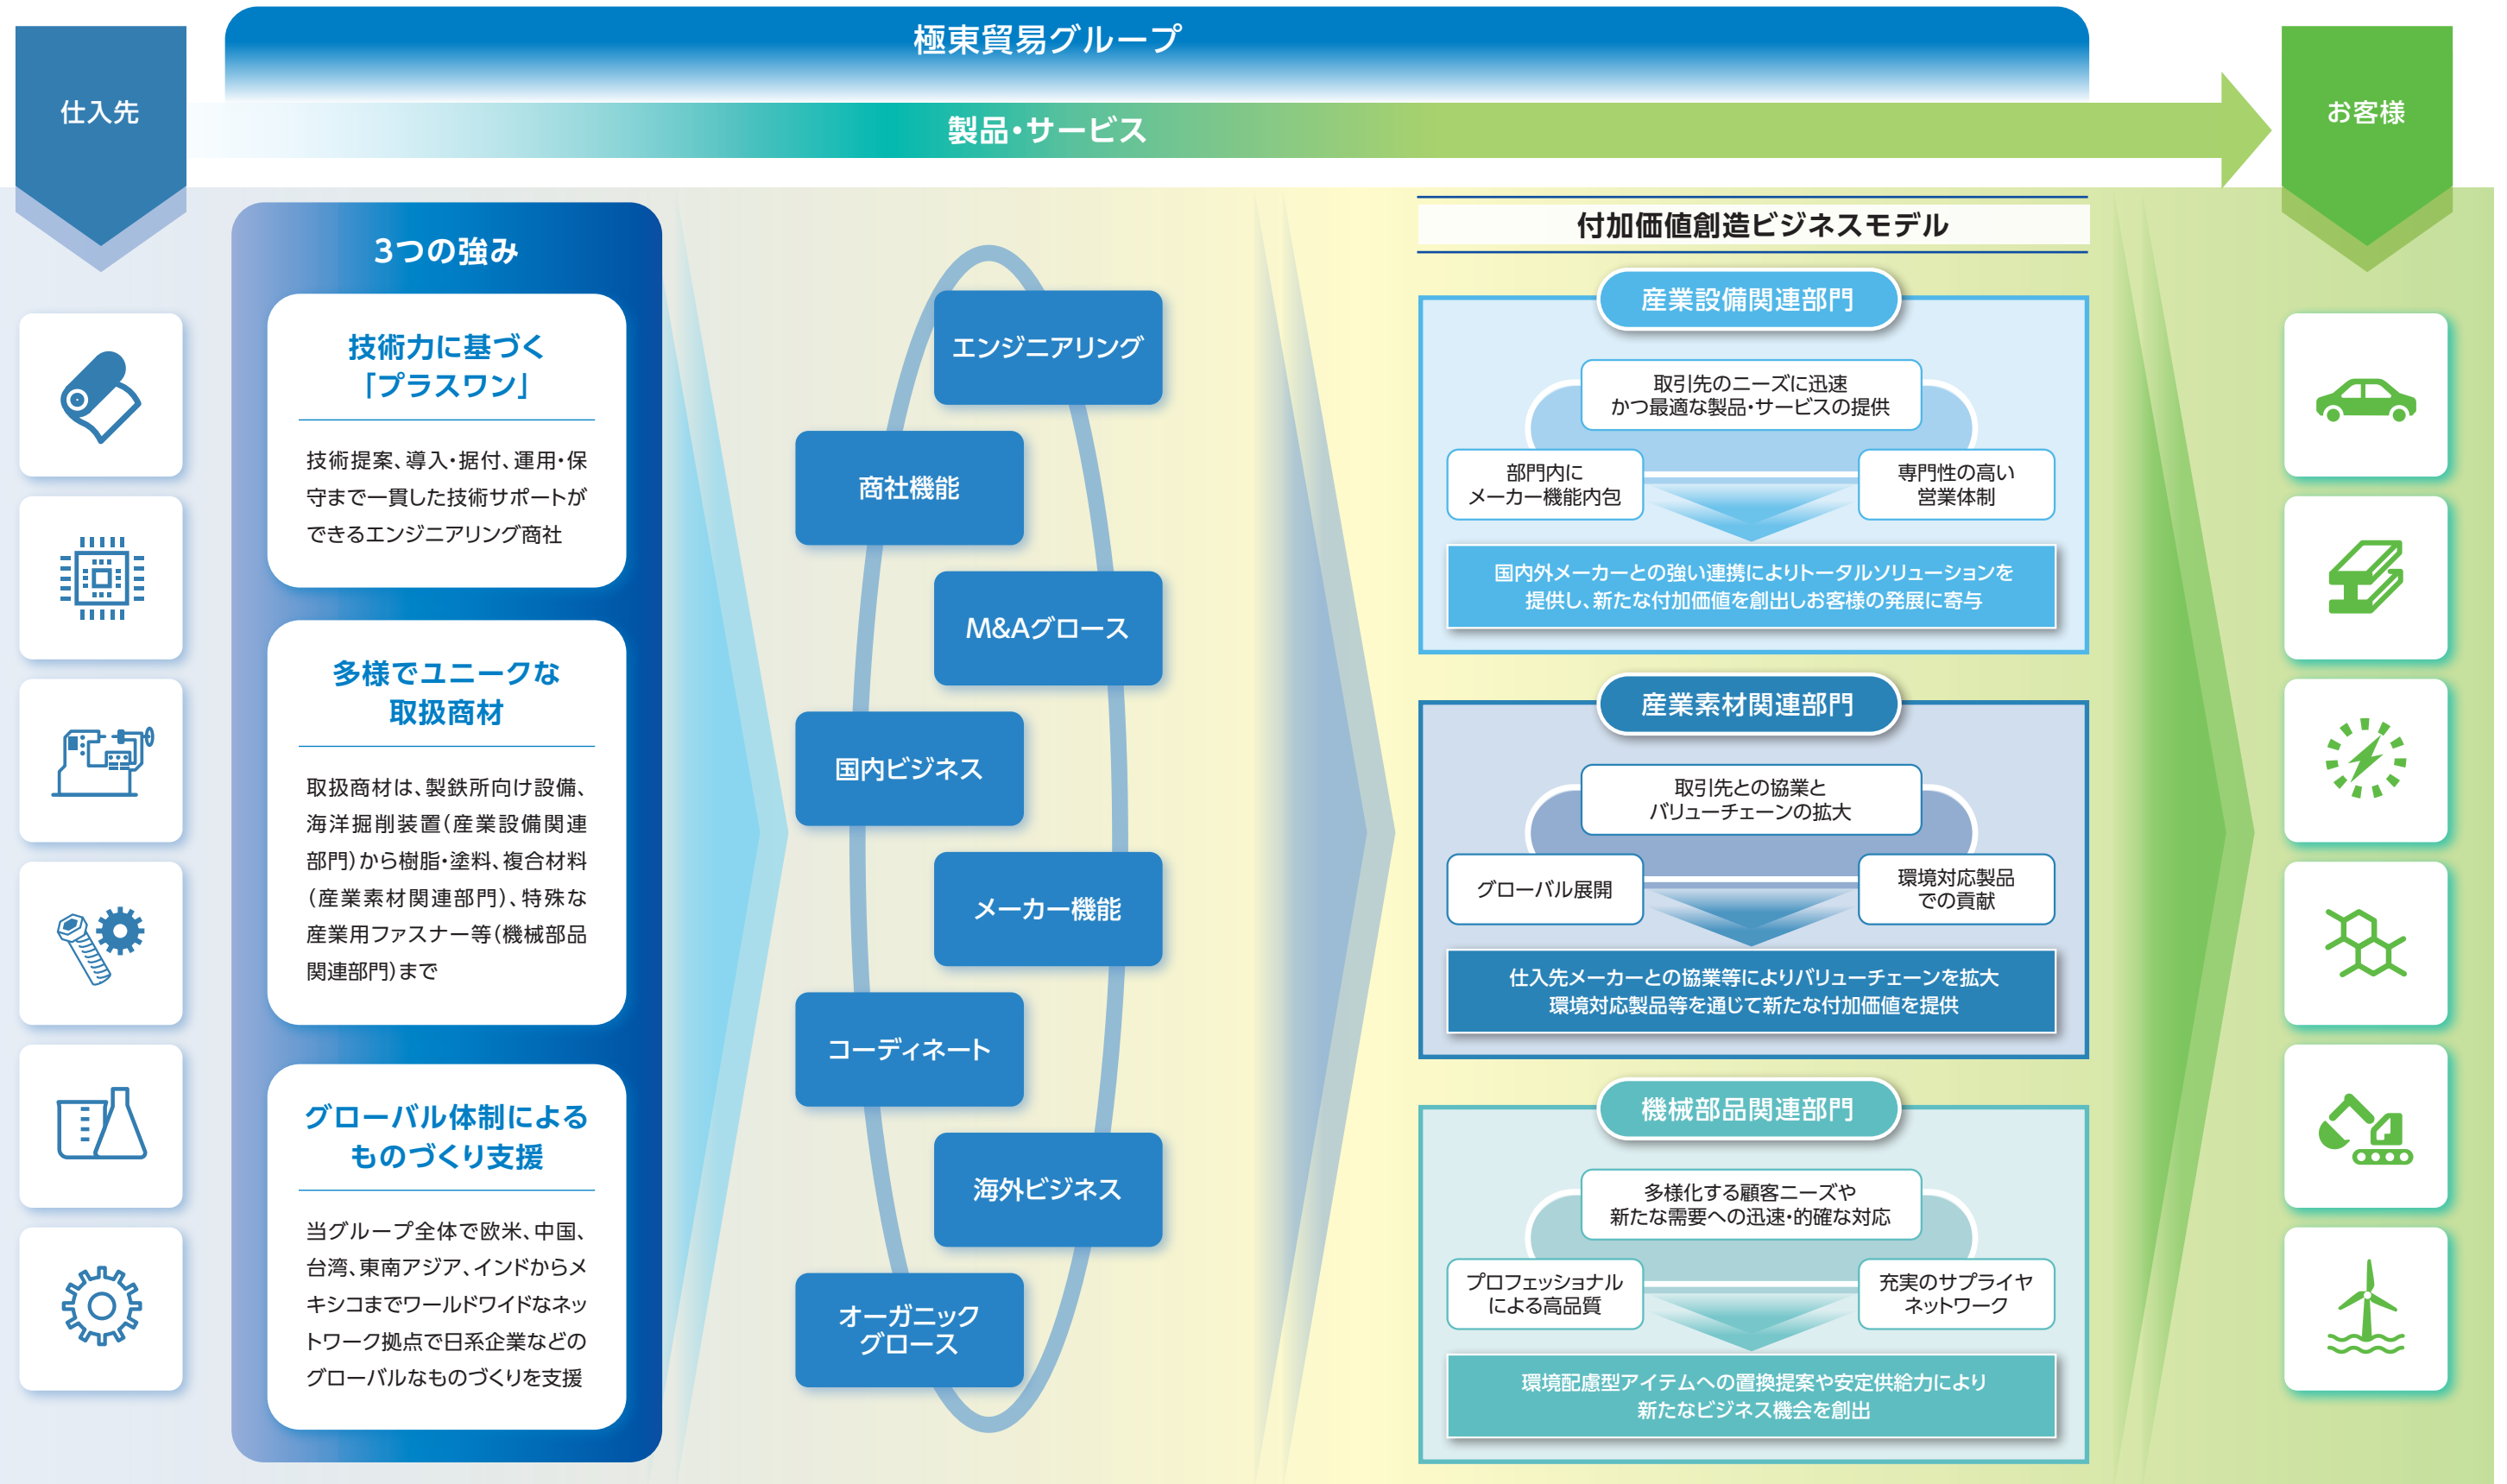 極東貿易グループ
仕入先
製品・サービス
お客様
3つの強み
技術力に基づく
「プラスワン」
技術提案、導入・据付、運用・保
守まで一貫した技術サポートが
できるエンジニアリング商社
多様でユニークな
取扱商材
取扱商材は、製鉄所向け設備、
海洋掘削装置(産業設備関連
部門)から樹脂・塗料、複合材料
(産業素材関連部門)、特殊な
産業用ファスナー等(機械部品
関連部門)まで
グローバル体制による
ものづくり支援
当グループ全体で欧米、中国、
台湾、東南アジア、インドからメ
キシコまでワールドワイドなネッ
トワーク拠点で日系企業などの
グローバルなものづくりを支援
エンジニアリング
商社機能
M&Aグロース
国内ビジネス
メーカー機能
コーディネート
海外ビジネス
オーガニック
グロース
付加価値創造ビジネスモデル
産業設備関連部門
取引先のニーズに迅速
かつ最適な製品・サービスの提供
部門内に
メーカー機能内包
専門性の高い
営業体制
国内外メーカーとの強い連携によりトータルソリューションを
提供し、新たな付加価値を創出しお客様の発展に寄与
産業素材関連部門
取引先との協業と
バリューチェーンの拡大
グローバル展開
環境対応製品
での貢献
仕入先メーカーとの協業等によりバリューチェーンを拡大
環境対応製品等を通じて新たな付加価値を提供
機械部品関連部門
多様化する顧客ニーズや
新たな需要への迅速・的確な対応
プロフェッショナル
による高品質
充実のサプライヤ
ネットワーク
環境配慮型アイテムへの置換提案や安定供給力により
新たなビジネス機会を創出